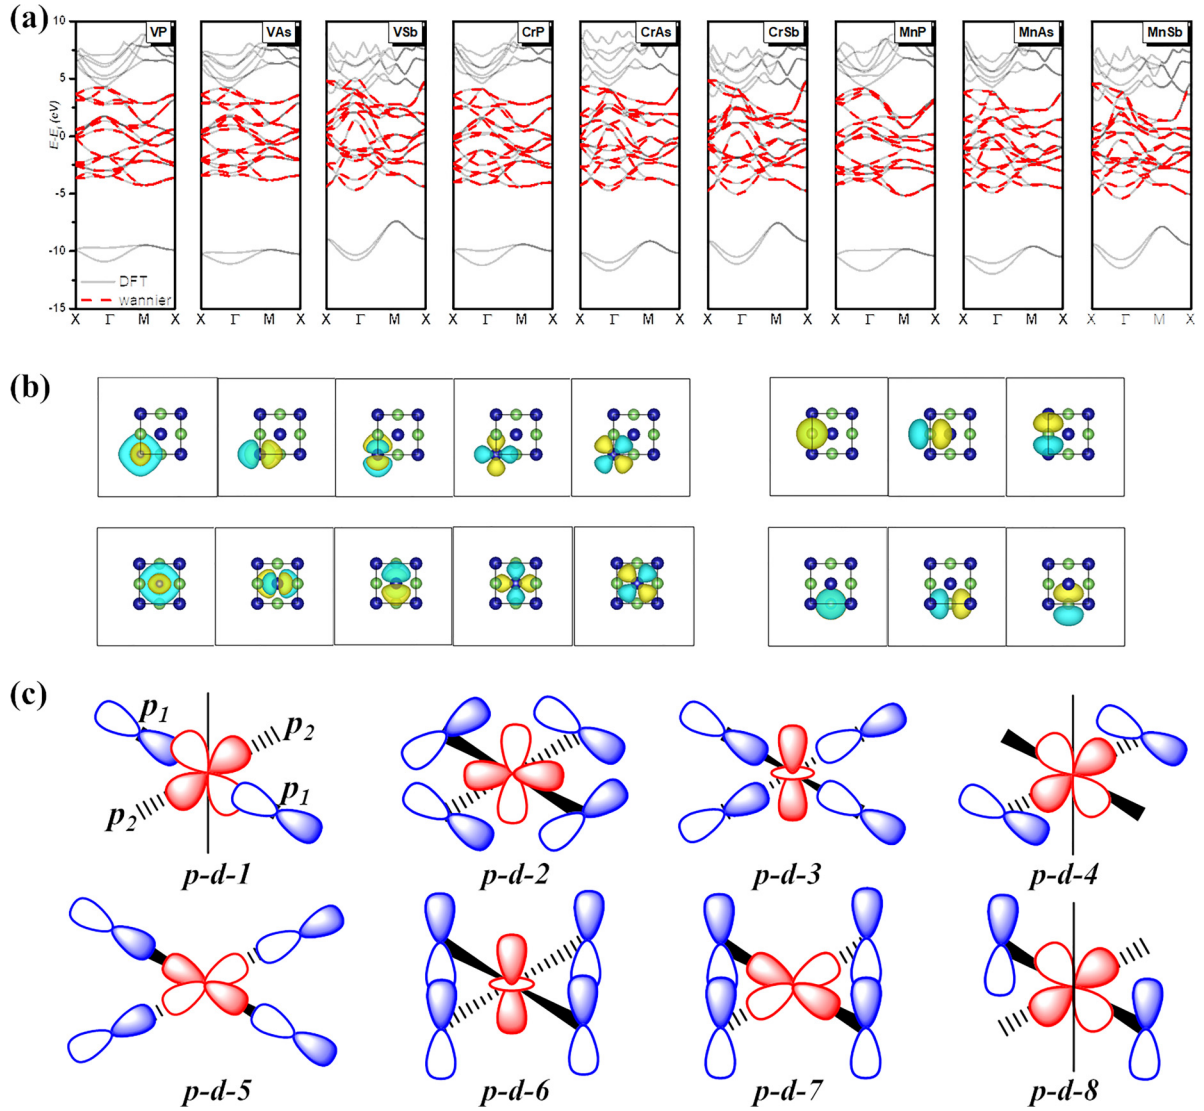 (a)
VP VAs VSb CrP CrAs CrSb MnP MnAs MnSb
10
5
0
-5
-10
-15
E-E_f (eV)
DFT
wannier
X Γ M X X Γ M X X Γ M X X Γ M X X Γ M X X Γ M X X Γ M X X Γ M X X Γ M X
(b)
(c)
p1 p2
p2 p1
p-d-1 p-d-2 p-d-3 p-d-4
p-d-5 p-d-6 p-d-7 p-d-8